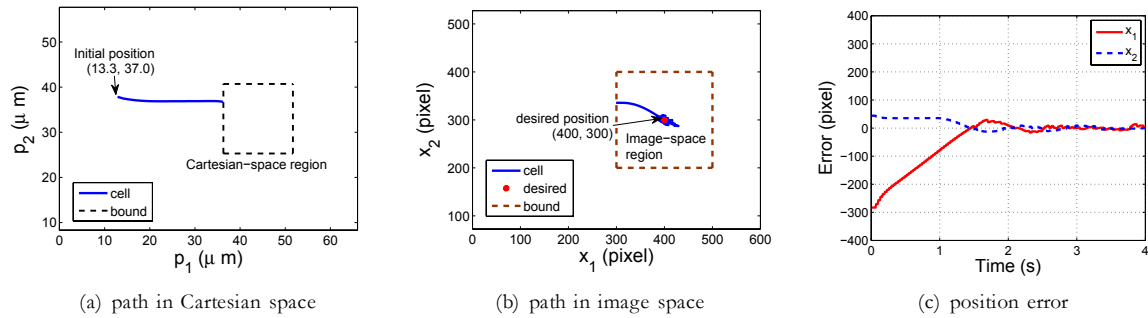 50
40
30
20
10
0 10 20 30 40 50 60
p2 (μ m)
p1 (μ m)
Initial position
(13.3, 37.0)
Cartesian−space region
cell
bound
(a) path in Cartesian space
500
400
300
200
100
0 100 200 300 400 500 600
x2 (pixel)
x1 (pixel)
desired position
(400, 300)
Image−space
region
cell
desired
bound
(b) path in image space
400
300
200
100
0
−100
−200
−300
−400
0 1 2 3 4
Error (pixel)
Time (s)
x1
x2
(c) position error